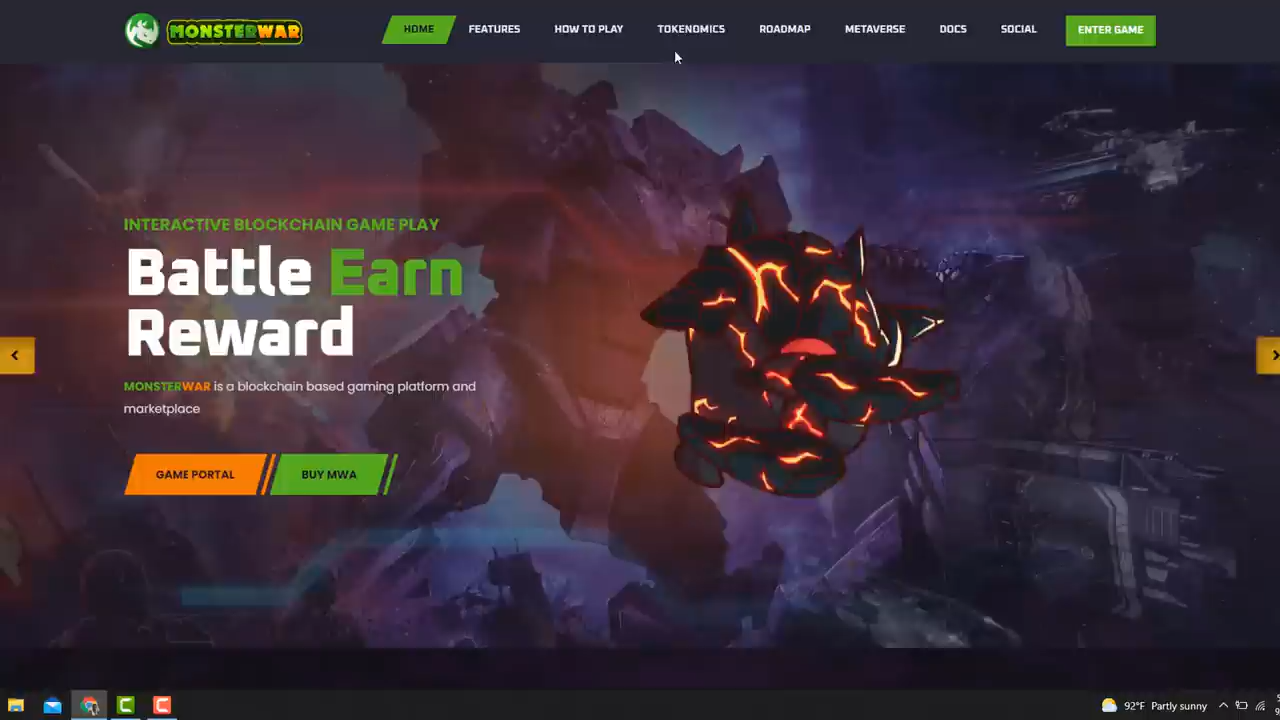 MONSTERWAR
HOME FEATURES HOW TO PLAY TOKENOMICS ROADMAP METAVERSE DOCS SOCIAL ENTER GAME
INTERACTIVE BLOCKCHAIN GAME PLAY
Battle Earn
Reward
MONSTERWAR is a blockchain based gaming platform and
marketplace
GAME PORTAL BUY MWA
92°F Partly sunny